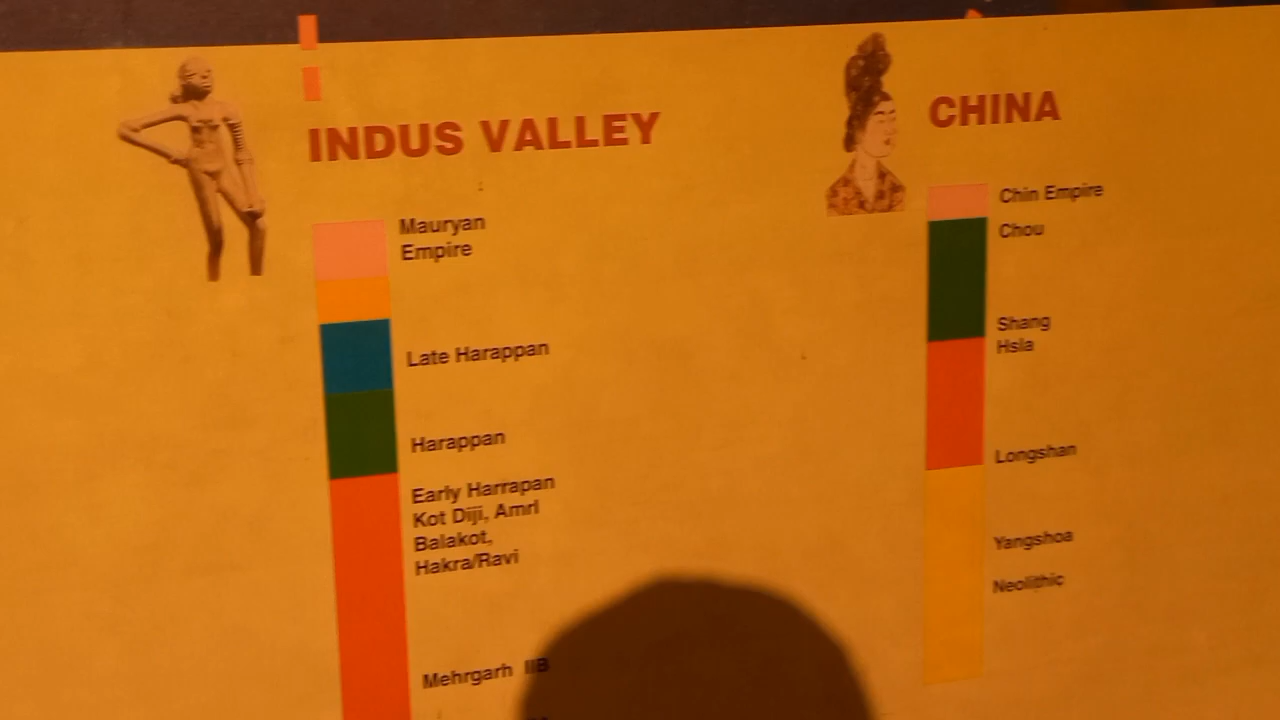 INDUS VALLEY
Mauryan
Empire
Late Harappan
Harappan
Early Harrapan
Kot Diji, Amri
Balakot,
Hakra/Ravi
Mehrgarh IIB
CHINA
Chin Empire
Chou
Shang
Hsia
Longshan
Yangshoa
Neolithic